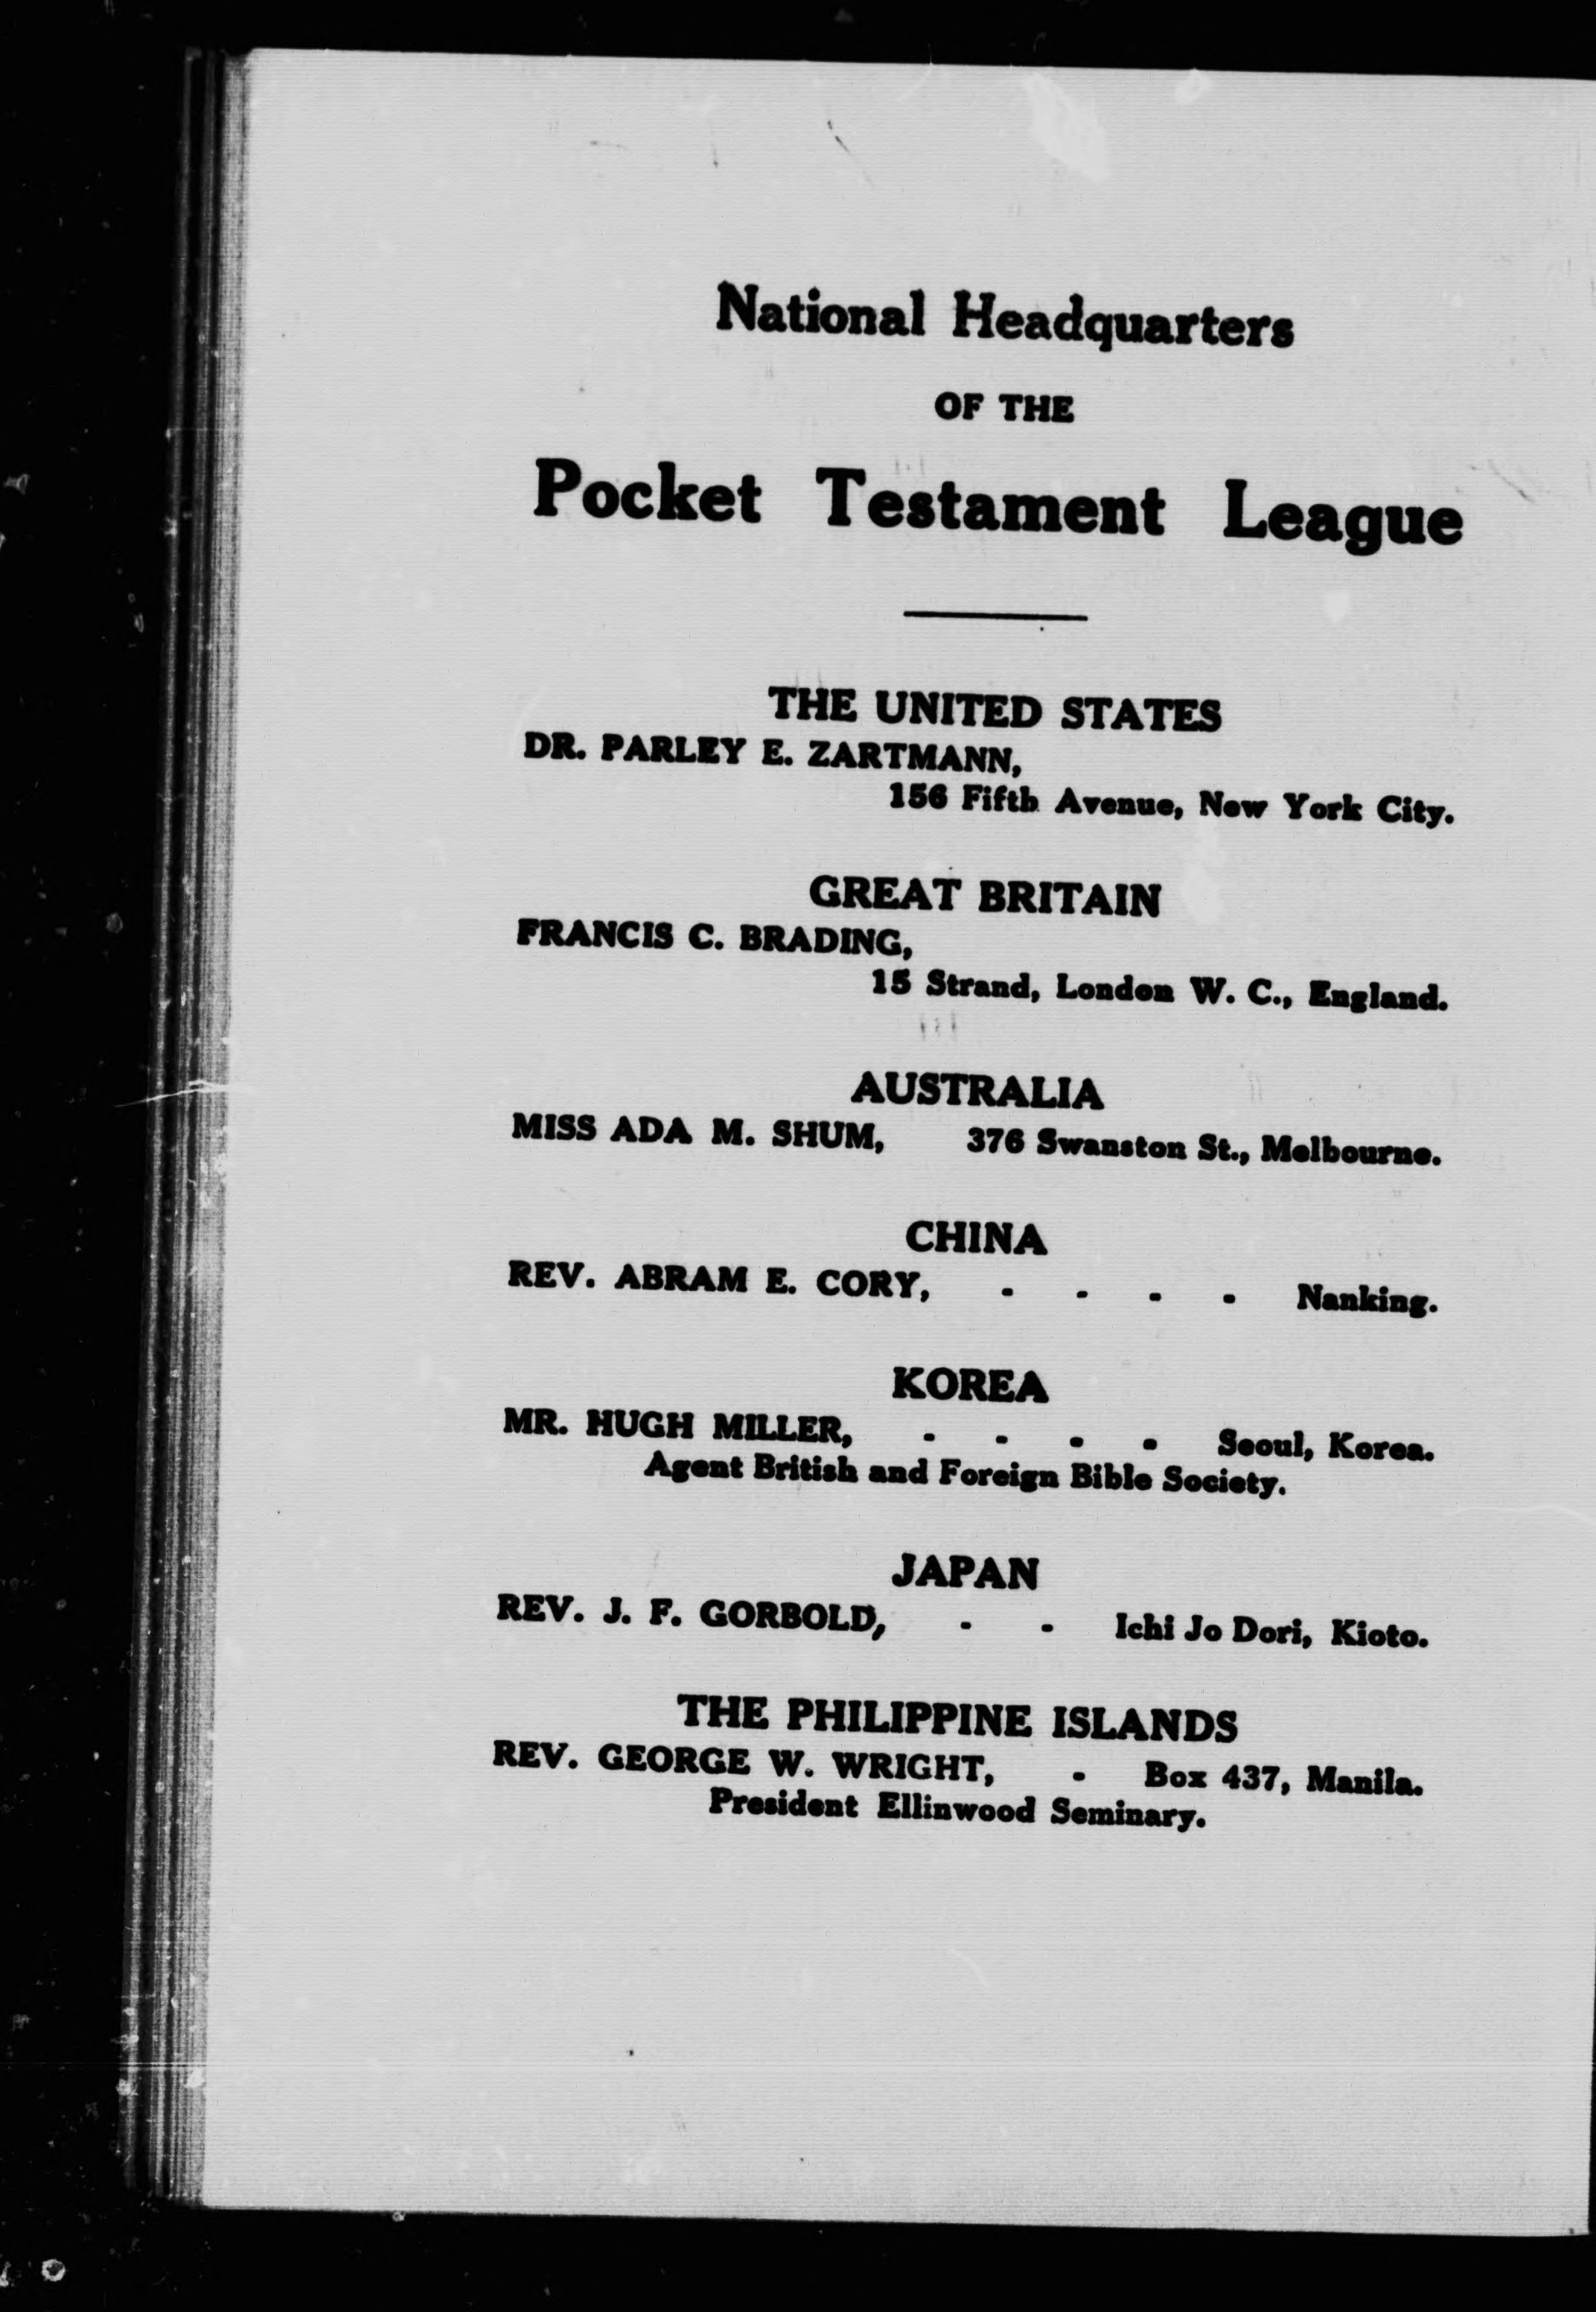 National Headquarters
OF THE
Pocket Testament League
THE UNITED STATES
DR. PARLEY E. ZARTMANN,
156 Fifth Avenue, New York City.
GREAT BRITAIN
FRANCIS C. BRADING,
15 Strand, London W. C., England.
AUSTRALIA
MISS ADA M. SHUM, 376 Swanston St., Melbourne.
CHINA
REV. ABRAM E. CORY, - - - - Nanking.
KOREA
MR. HUGH MILLER, - - - - Seoul, Korea.
Agent British and Foreign Bible Society.
JAPAN
REV. J. F. GORBOLD, - - Ichi Jo Dori, Kioto.
THE PHILIPPINE ISLANDS
REV. GEORGE W. WRIGHT, - Box 437, Manila.
President Ellinwood Seminary.